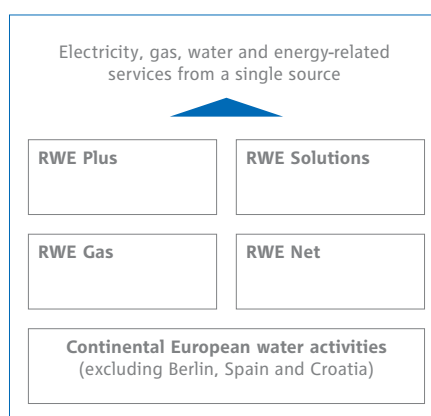 Electricity, gas, water and energy-related
services from a single source
RWE Plus
RWE Solutions
RWE Gas
RWE Net
Continental European water activities
(excluding Berlin, Spain and Croatia)